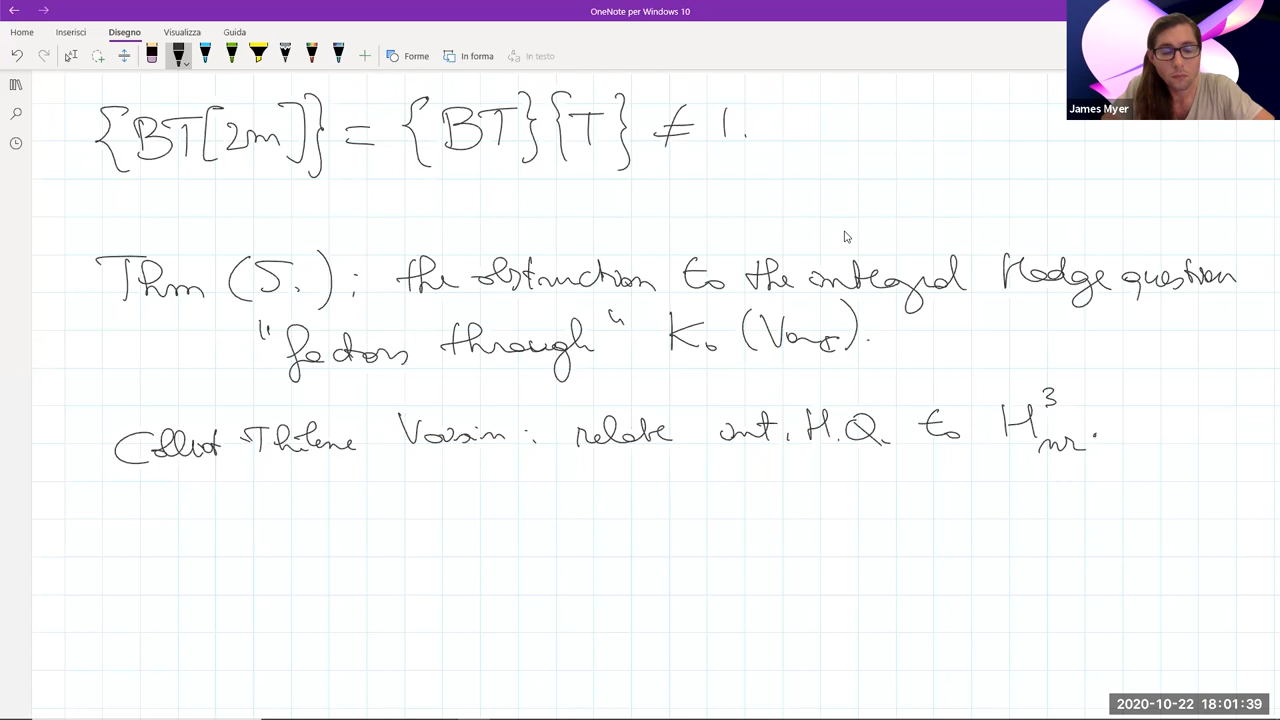 OneNote per Windows 10
Home Inserisci Disegno Visualizza Guida
Forme In forma In testo
James Myer
{BT[2m]} = {BT}{T} ≠ 1.
Thm (S.): the obstruction to the integral Hodge question
"factors through" K₀ (Var_C).
Colliot Thélène Voisin: relate int. H.Q. to H³_nr.
2020-10-22 18:01:39